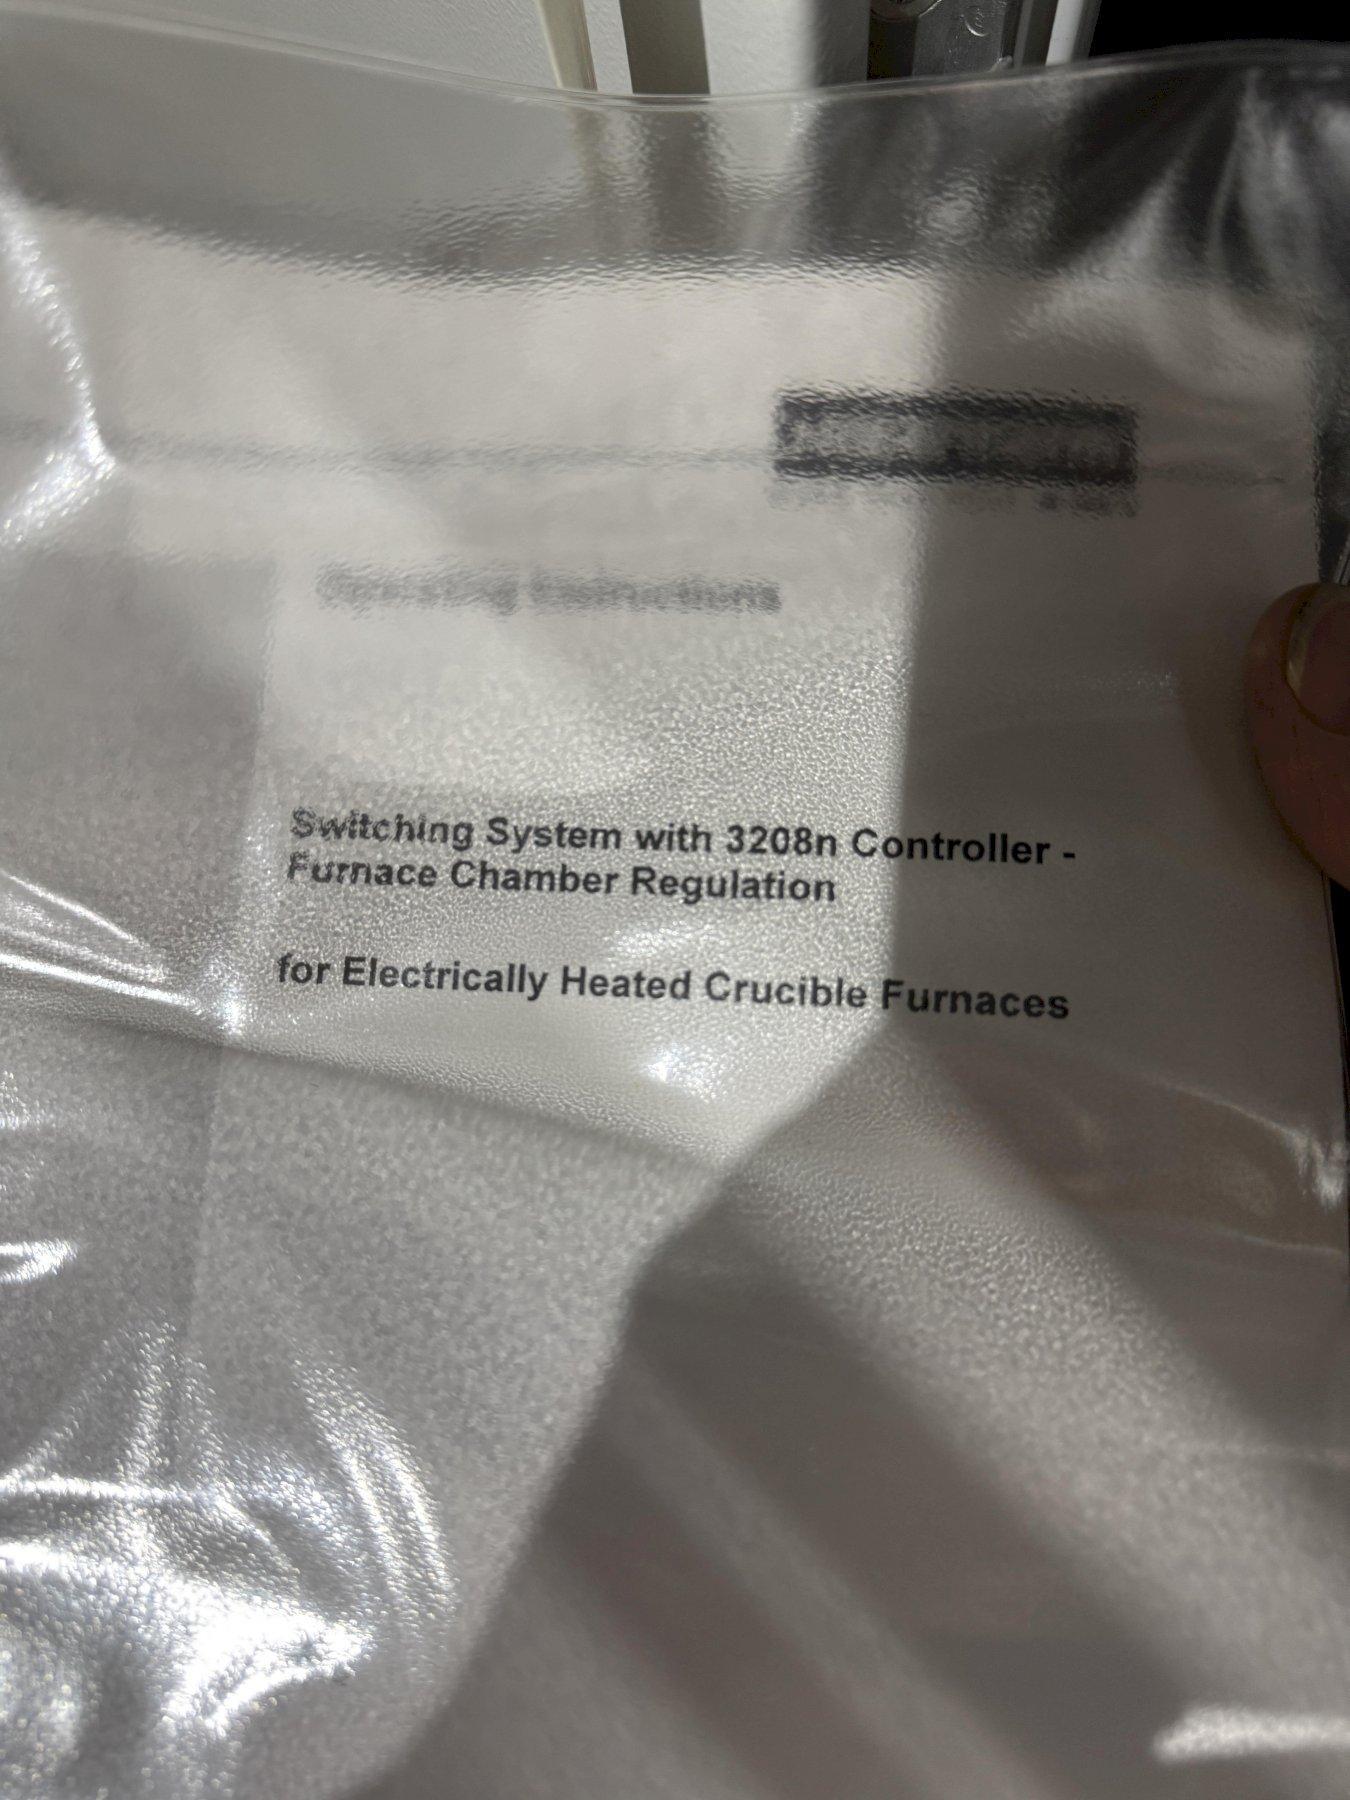 Switching System with 3208n Controller -
Furnace Chamber Regulation
for Electrically Heated Crucible Furnaces